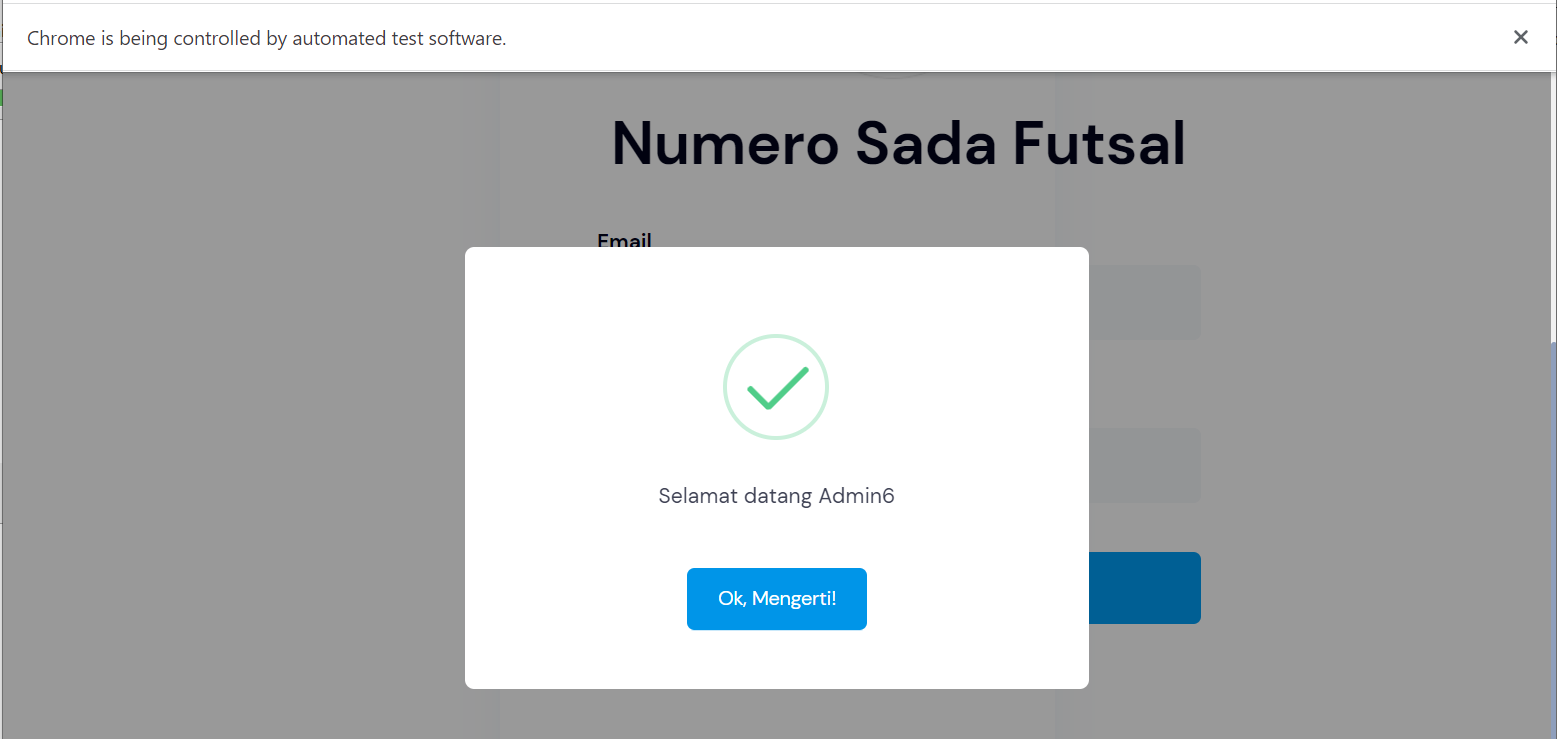 Chrome is being controlled by automated test software.
Numero Sada Futsal
Email
Selamat datang Admin6
Ok, Mengerti!